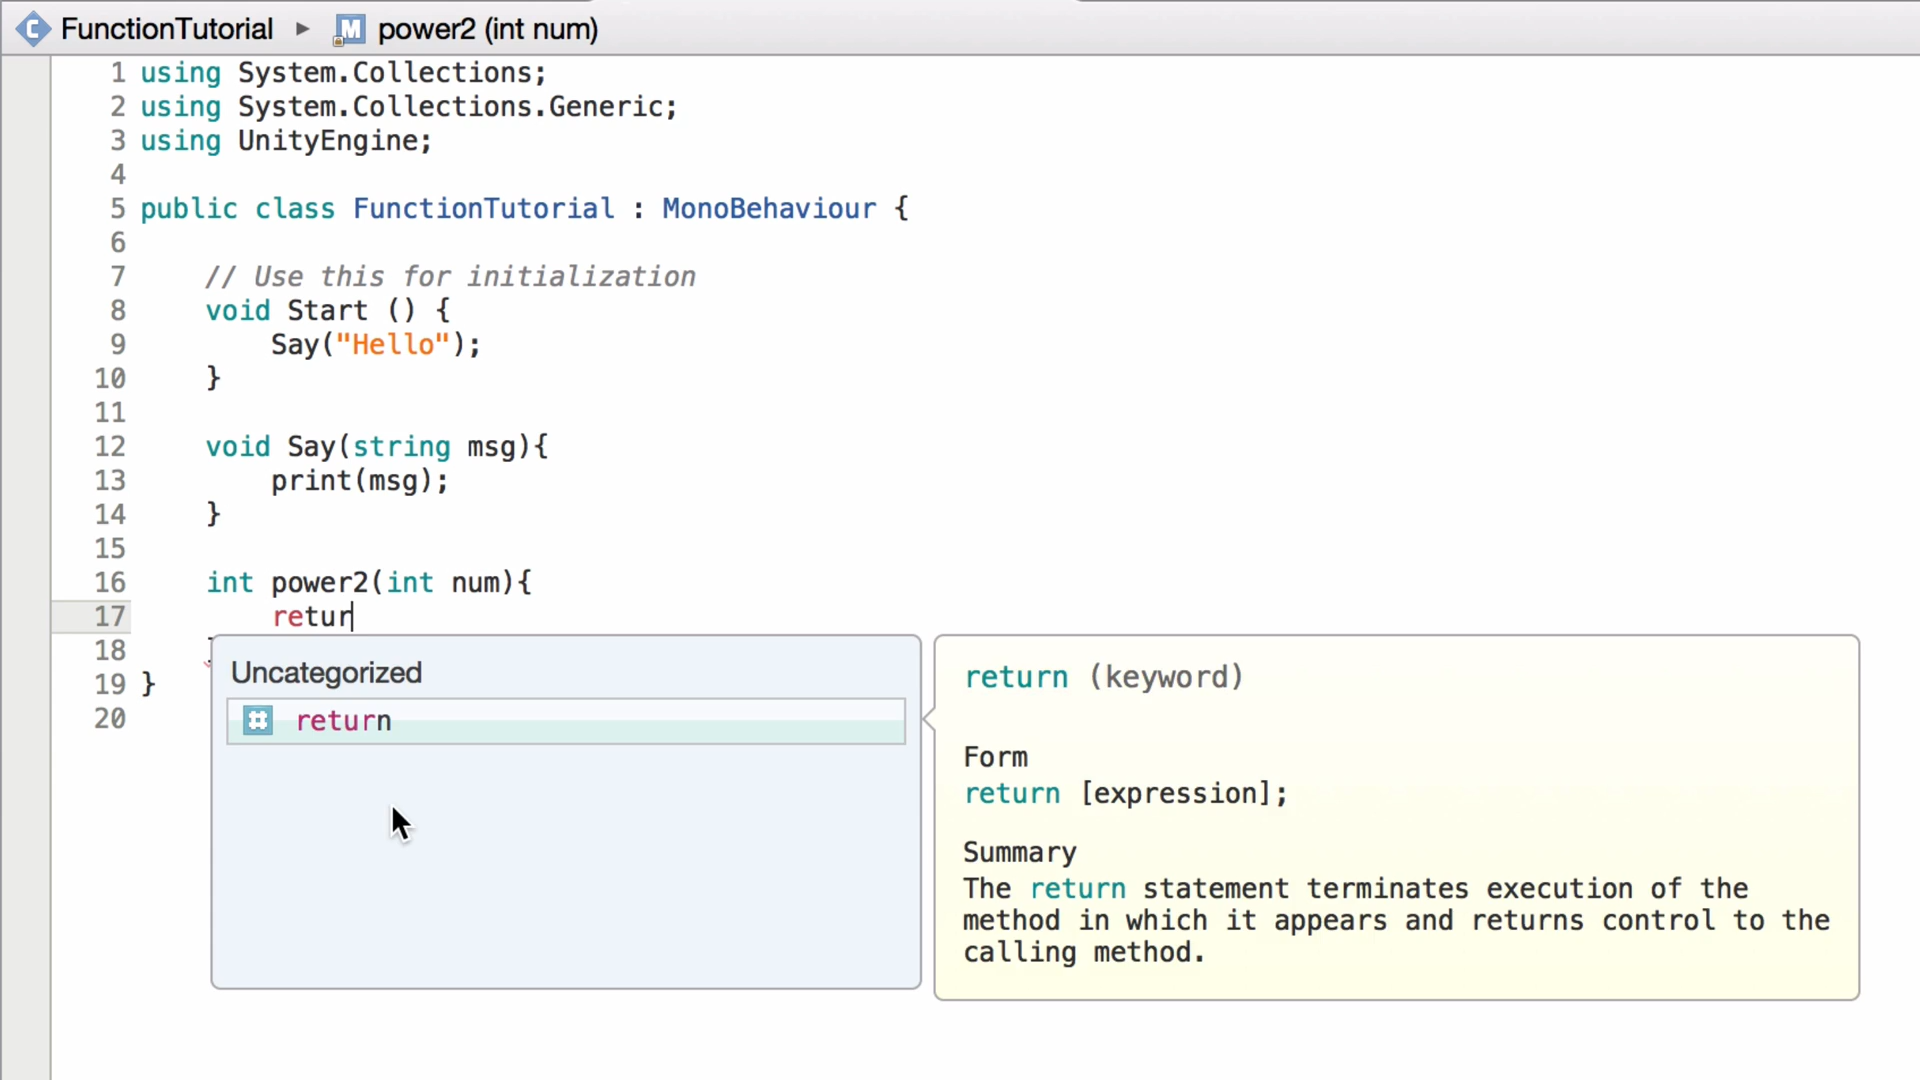 FunctionTutorial ▸ power2 (int num)
1 using System.Collections;
2 using System.Collections.Generic;
3 using UnityEngine;
4
5 public class FunctionTutorial : MonoBehaviour {
6
7 // Use this for initialization
8 void Start () {
9 Say("Hello");
10 }
11
12 void Say(string msg){
13 print(msg);
14 }
15
16 int power2(int num){
17 retur
18
19 }
20
Uncategorized
return
return (keyword)
Form
return [expression];
Summary
The return statement terminates execution of the
method in which it appears and returns control to the
calling method.